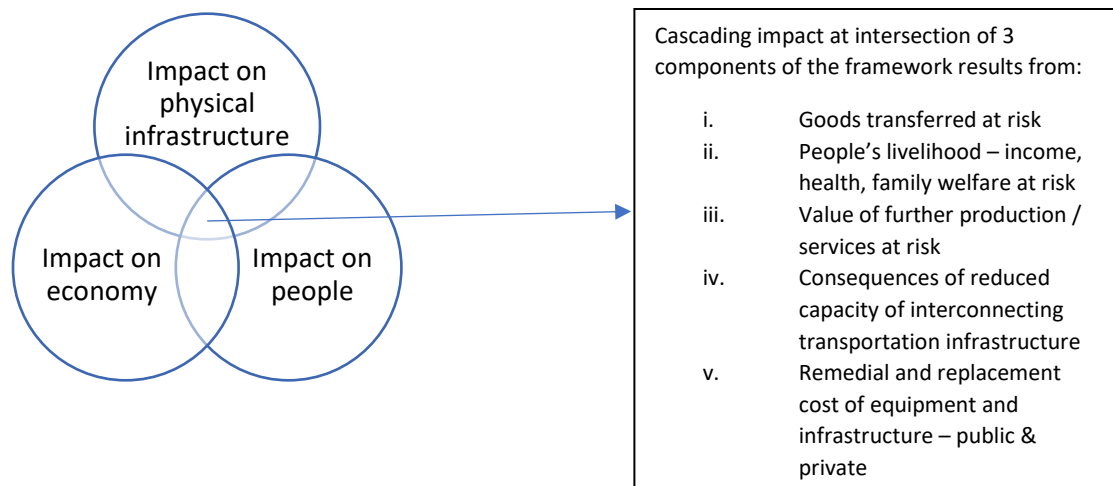 Impact on
physical
infrastructure
Impact on
economy
Impact on
people
Cascading impact at intersection of 3
components of the framework results from:
i. Goods transferred at risk
ii. People’s livelihood – income,
health, family welfare at risk
iii. Value of further production /
services at risk
iv. Consequences of reduced
capacity of interconnecting
transportation infrastructure
v. Remedial and replacement
cost of equipment and
infrastructure – public &
private